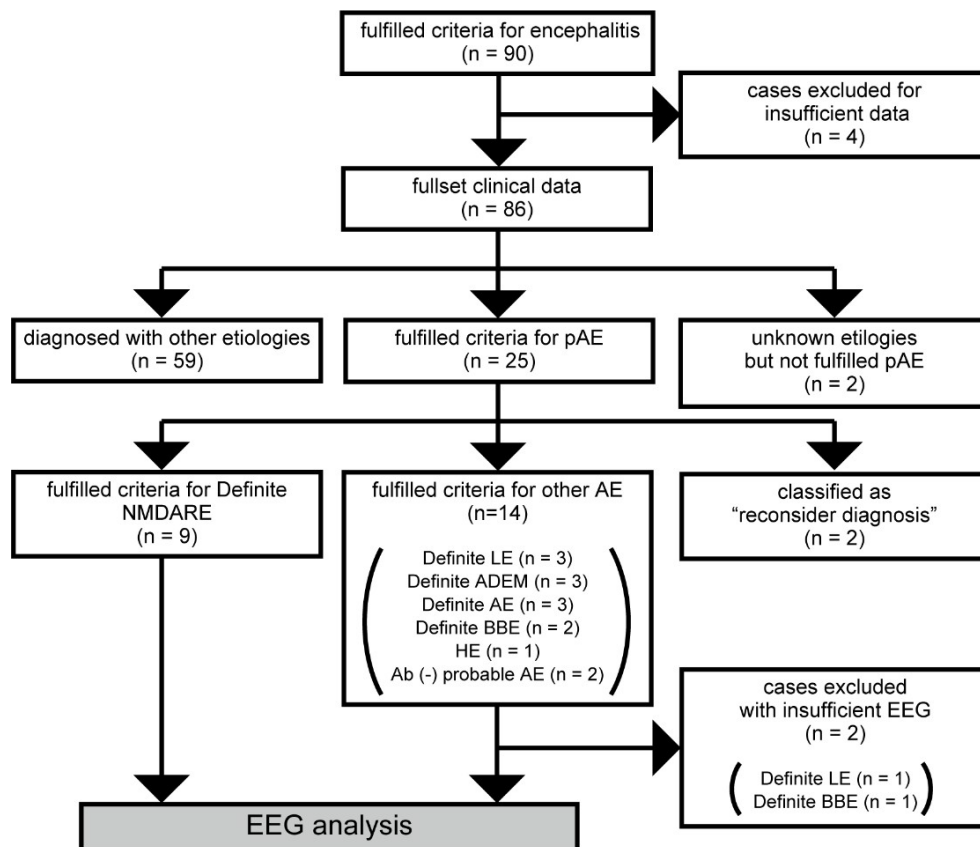 fulfilled criteria for encephalitis
(n = 90)
cases excluded for
insufficient data
(n = 4)
fullset clinical data
(n = 86)
diagnosed with other etiologies
(n = 59)
fulfilled criteria for pAE
(n = 25)
unknown etilogies
but not fulfilled pAE
(n = 2)
fulfilled criteria for Definite
NMDARE
(n = 9)
fulfilled criteria for other AE
(n=14)
Definite LE (n = 3)
Definite ADEM (n = 3)
Definite AE (n = 3)
Definite BBE (n = 2)
HE (n = 1)
Ab (-) probable AE (n = 2)
classified as
“reconsider diagnosis”
(n = 2)
cases excluded
with insufficient EEG
(n = 2)
Definite LE (n = 1)
Definite BBE (n = 1)
EEG analysis